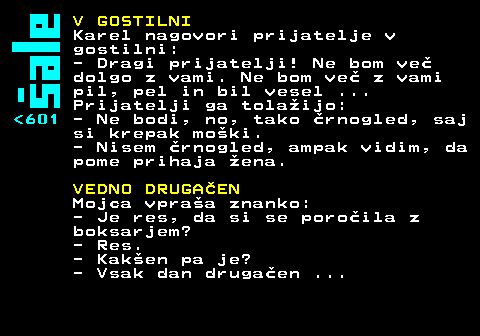 šale
<601
V GOSTILNI
Karel nagovori prijatelje v
gostilni:
- Dragi prijatelji! Ne bom več
dolgo z vami. Ne bom več z vami
pil, pel in bil vesel ...
Prijatelji ga tolažijo:
- Ne bodi, no, tako črnogled, saj
si krepak moški.
- Nisem črnogled, ampak vidim, da
pome prihaja žena.
VEDNO DRUGAČEN
Mojca vpraša znanko:
- Je res, da si se poročila z
boksarjem?
- Res.
- Kakšen pa je?
- Vsak dan drugačen ...